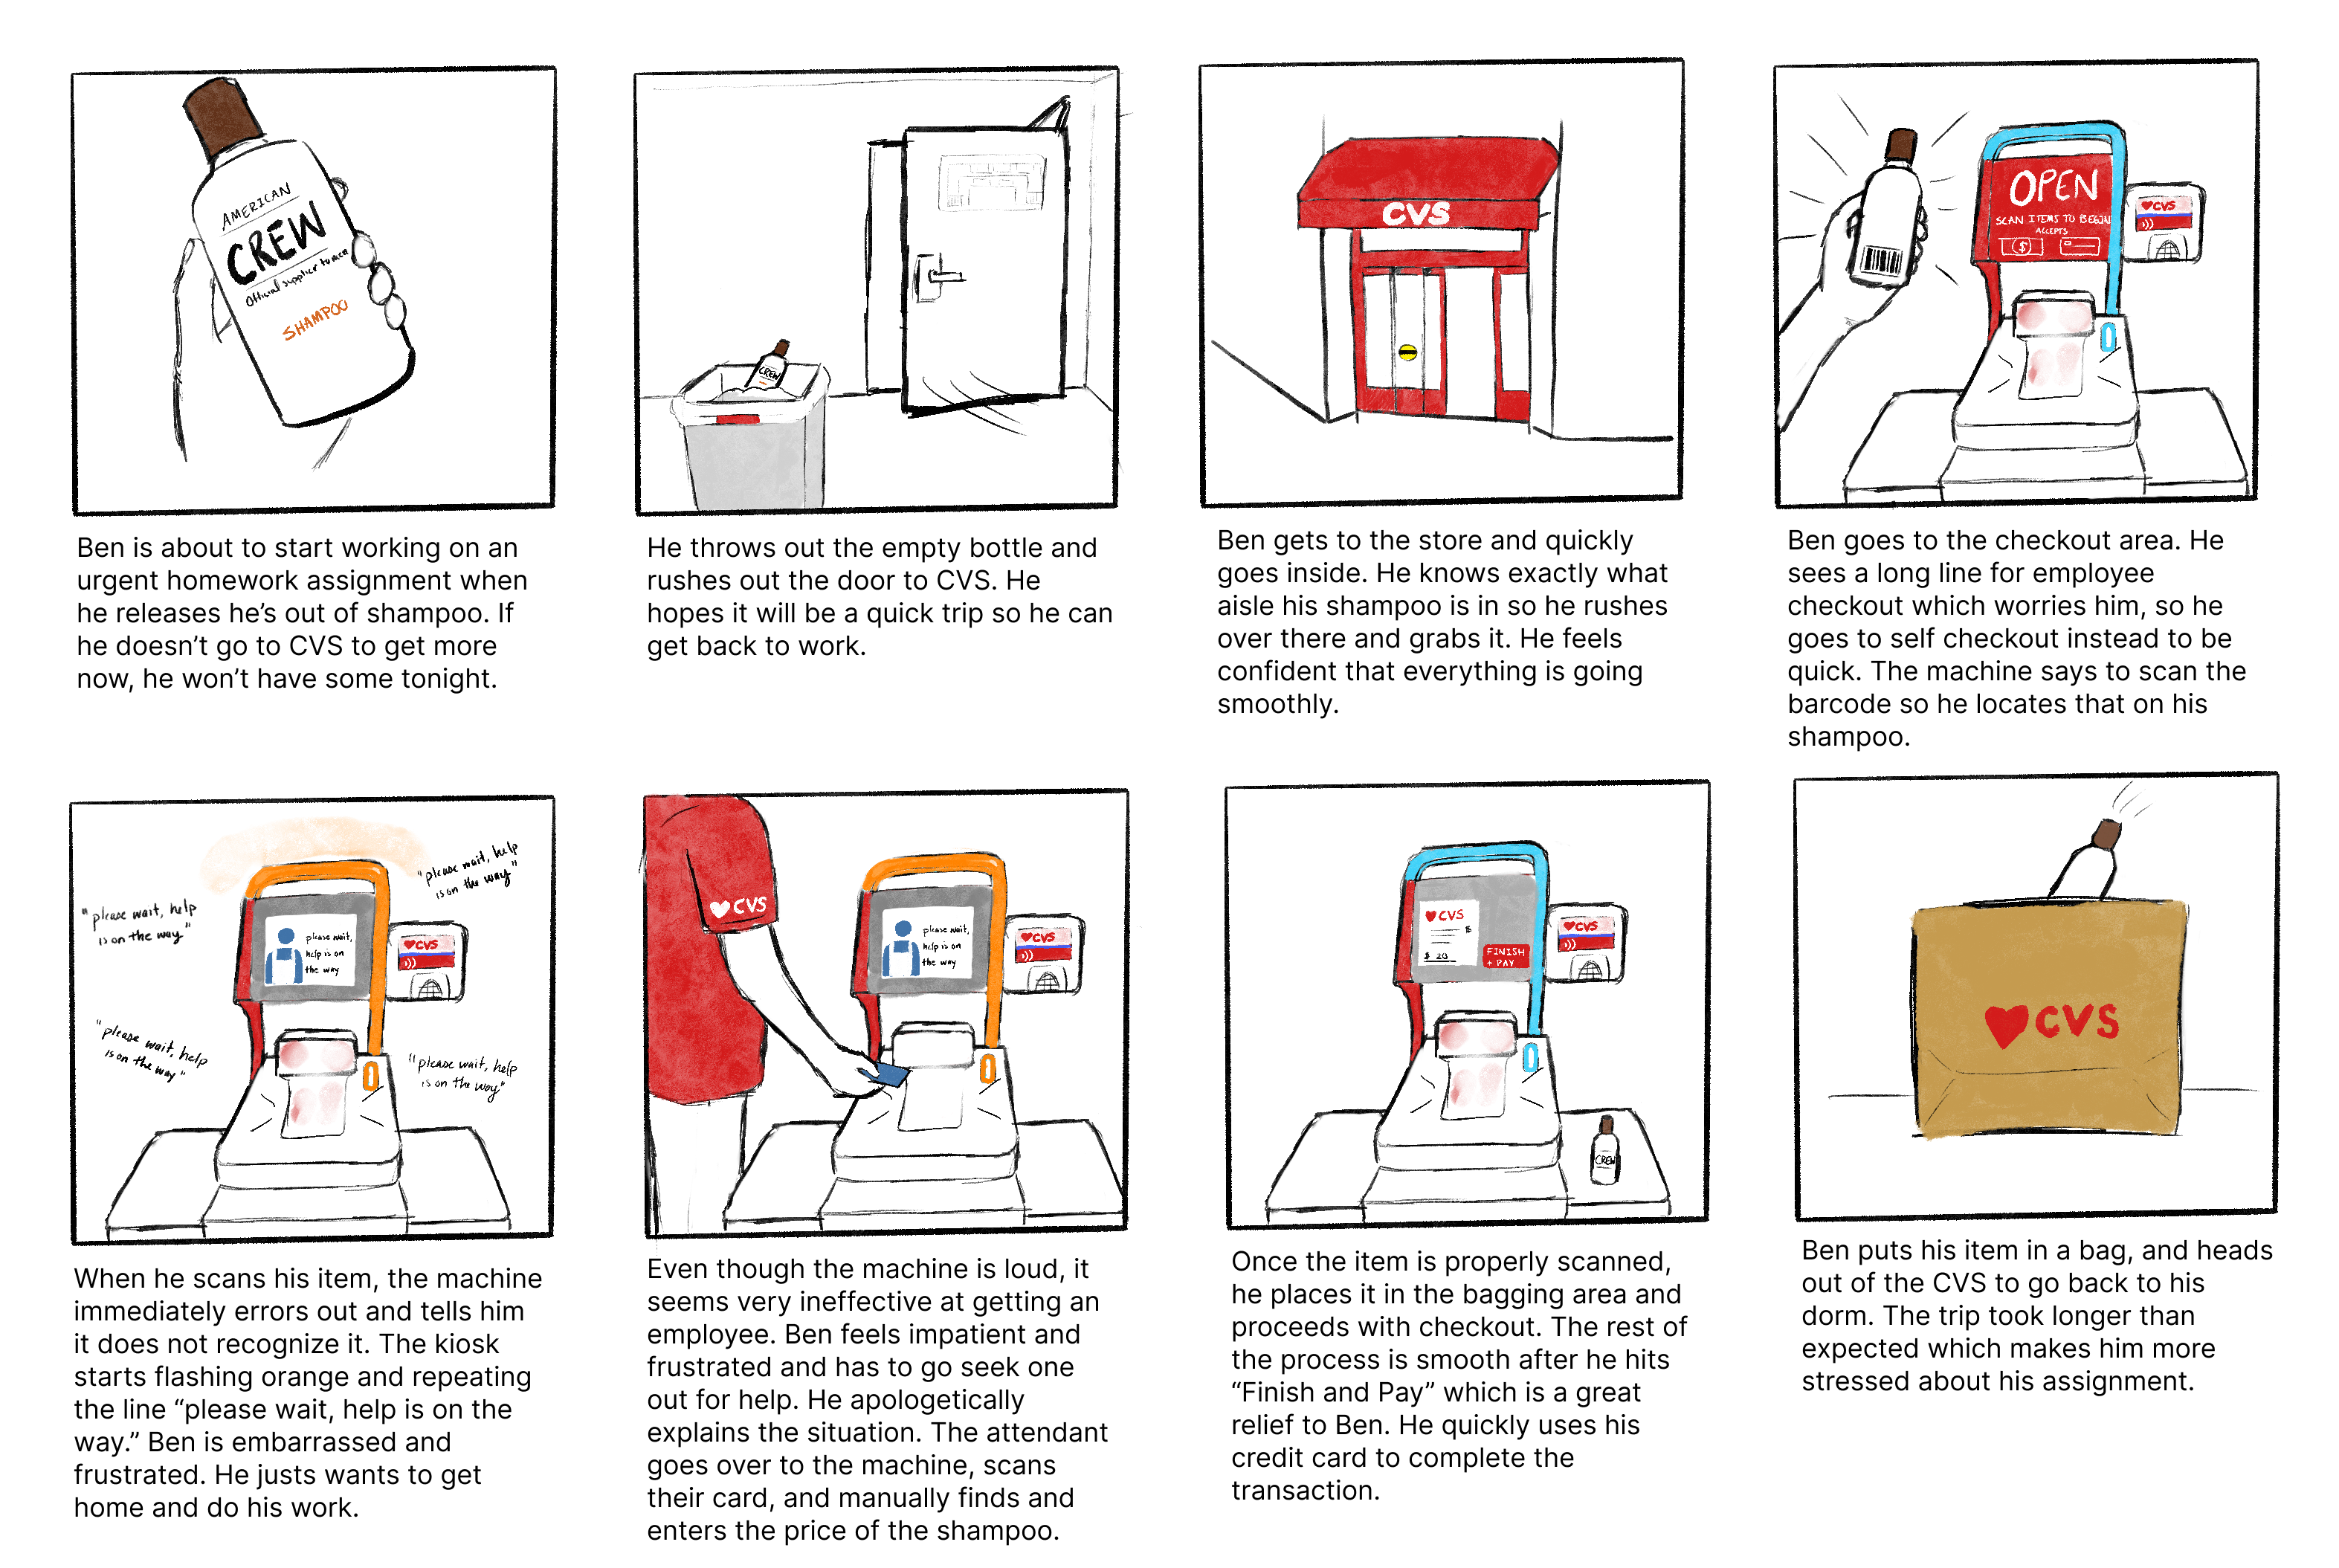 AMERICAN
CREW
Official supplier to men
SHAMPOO
Ben is about to start working on an
urgent homework assignment when
he releases he’s out of shampoo. If
he doesn’t go to CVS to get more
now, he won’t have some tonight.
CREW
He throws out the empty bottle and
rushes out the door to CVS. He
hopes it will be a quick trip so he can
get back to work.
CVS
Ben gets to the store and quickly
goes inside. He knows exactly what
aisle his shampoo is in so he rushes
over there and grabs it. He feels
confident that everything is going
smoothly.
OPEN
SCAN ITEMS TO BEGIN
ACCEPTS
$
CVS
Ben goes to the checkout area. He
sees a long line for employee
checkout which worries him, so he
goes to self checkout instead to be
quick. The machine says to scan the
barcode so he locates that on his
shampoo.
"please wait, help
is on the way"
"please wait, help
is on the way"
please wait,
help is on
the way
CVS
"please wait, help
is on the way"
"please wait, help
is on the way"
When he scans his item, the machine
immediately errors out and tells him
it does not recognize it. The kiosk
starts flashing orange and repeating
the line “please wait, help is on the
way.” Ben is embarrassed and
frustrated. He justs wants to get
home and do his work.
CVS
please wait,
help is on
the way
CVS
Even though the machine is loud, it
seems very ineffective at getting an
employee. Ben feels impatient and
frustrated and has to go seek one
out for help. He apologetically
explains the situation. The attendant
goes over to the machine, scans
their card, and manually finds and
enters the price of the shampoo.
CVS
$ 20
FINISH
+ PAY
CVS
CREW
Once the item is properly scanned,
he places it in the bagging area and
proceeds with checkout. The rest of
the process is smooth after he hits
“Finish and Pay” which is a great
relief to Ben. He quickly uses his
credit card to complete the
transaction.
CVS
Ben puts his item in a bag, and heads
out of the CVS to go back to his
dorm. The trip took longer than
expected which makes him more
stressed about his assignment.